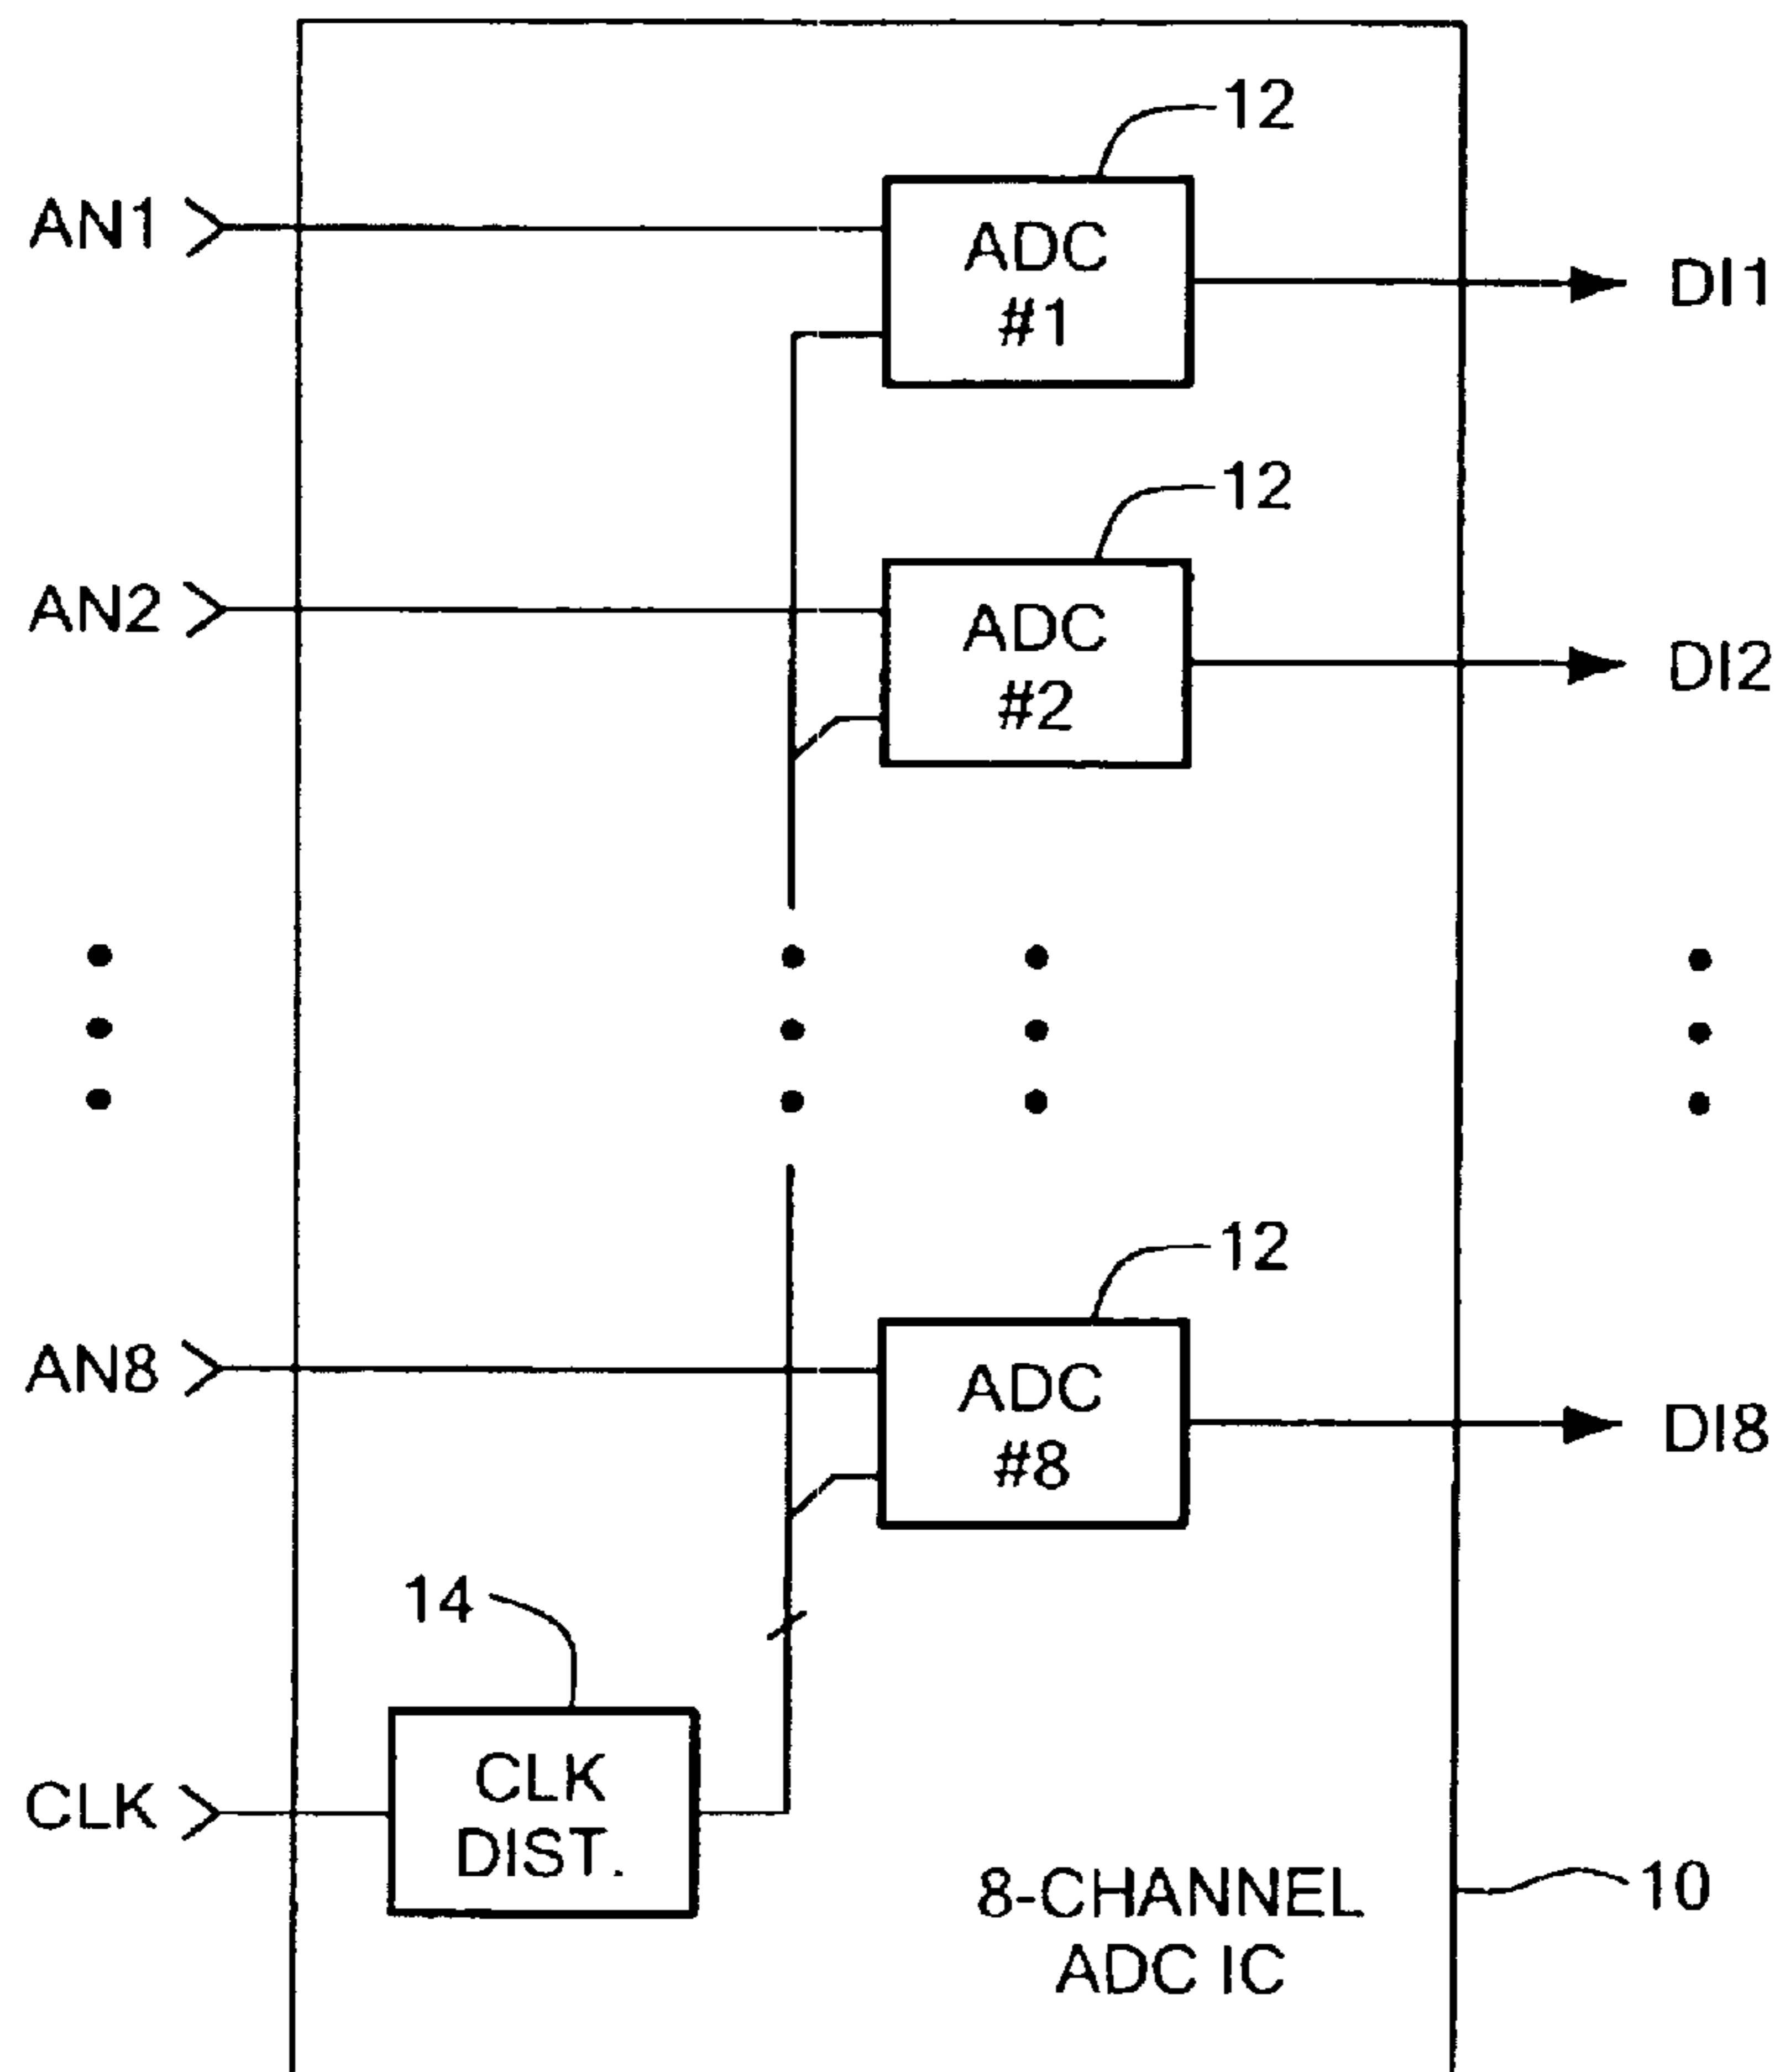 12
AN1
ADC
#1
DI1
12
AN2
ADC
#2
DI2
12
AN8
ADC
#8
DI8
14
CLK
CLK
DIST.
8-CHANNEL
ADC IC
10